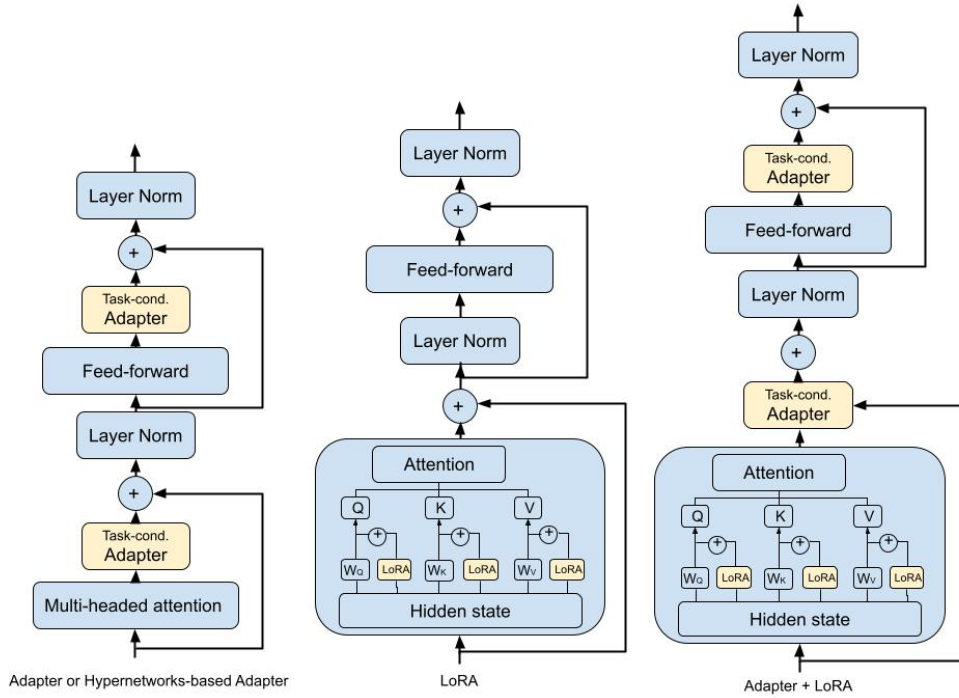 Layer Norm
+
Task-cond.
Adapter
Feed-forward
Layer Norm
+
Task-cond.
Adapter
Multi-headed attention
Adapter or Hypernetworks-based Adapter
Layer Norm
+
Feed-forward
Layer Norm
+
Attention
Q K V
+ + +
WQ LoRA WK LoRA WV LoRA
Hidden state
LoRA
Layer Norm
+
Task-cond.
Adapter
Feed-forward
Layer Norm
+
Task-cond.
Adapter
Attention
Q K V
+ + +
WQ LoRA WK LoRA WV LoRA
Hidden state
Adapter + LoRA